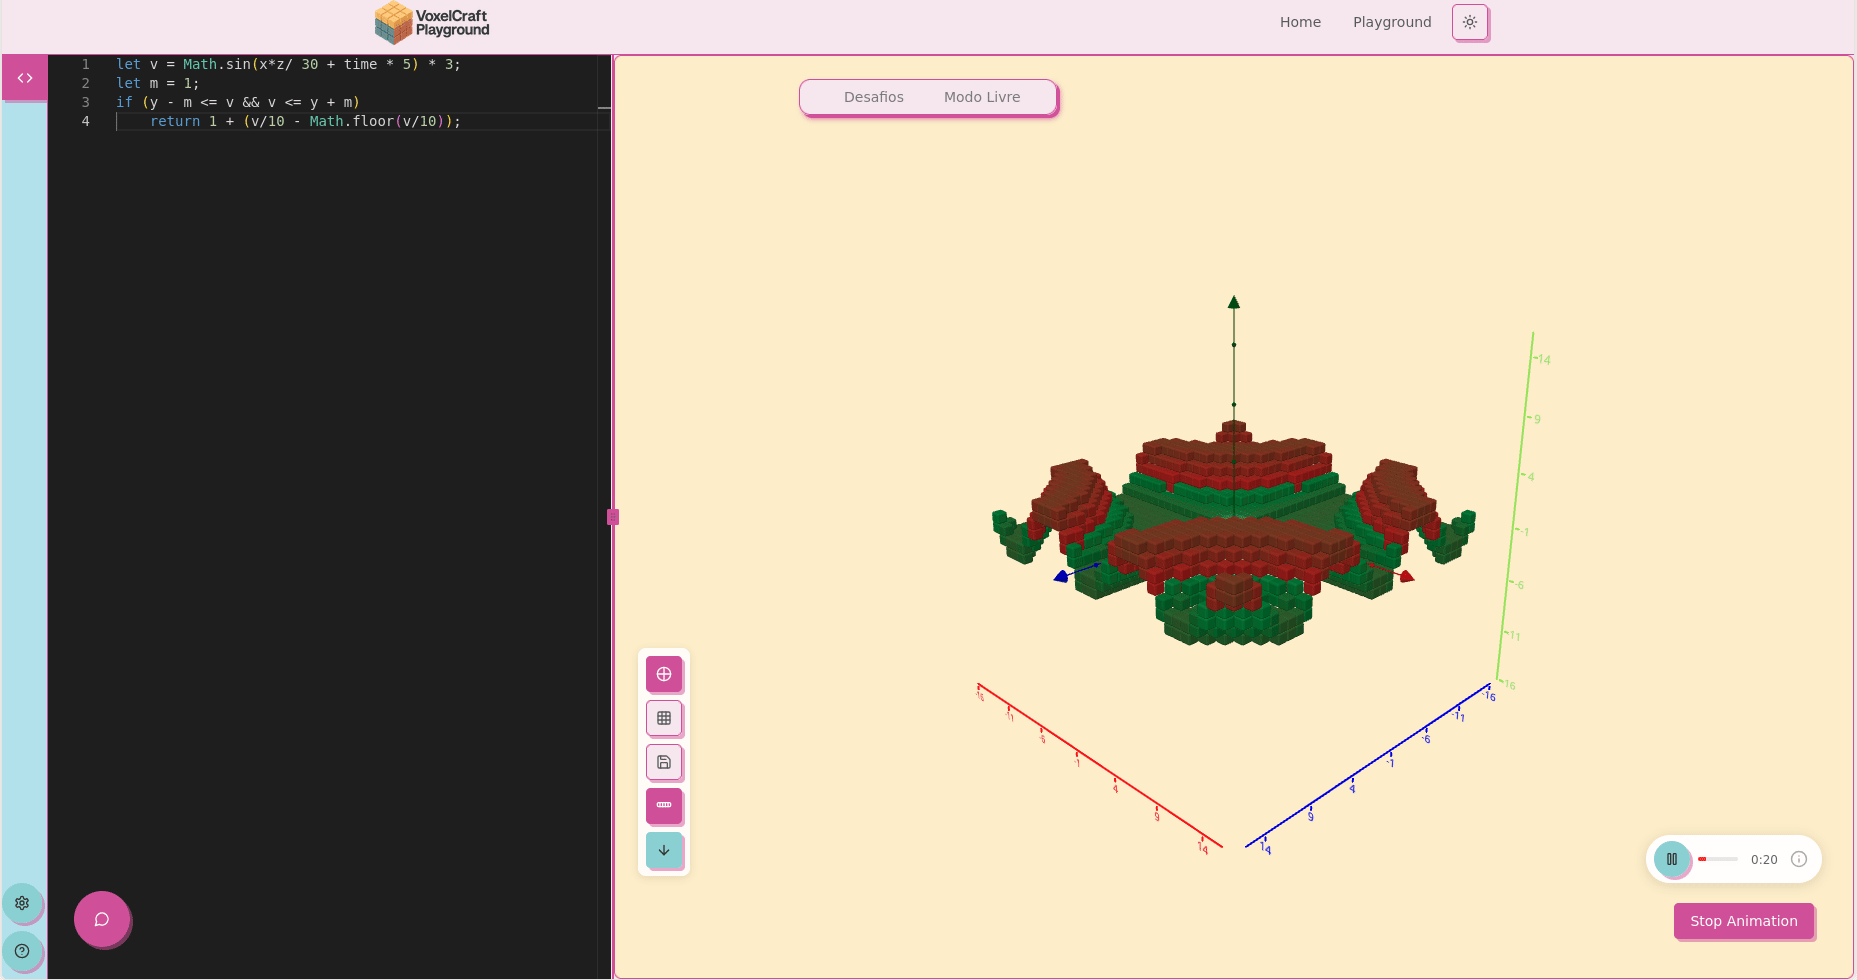 VoxelCraft
Playground
Home
Playground
1 let v = Math.sin(x*z/ 30 + time * 5) * 3;
2 let m = 1;
3 if (y - m <= v && v <= y + m)
4     return 1 + (v/10 - Math.floor(v/10));
Desafios
Modo Livre
14
9
4
-1
-6
-11
-16
-16
-11
-6
-1
4
9
14
-16
-11
-6
-1
4
9
14
0:20
Stop Animation